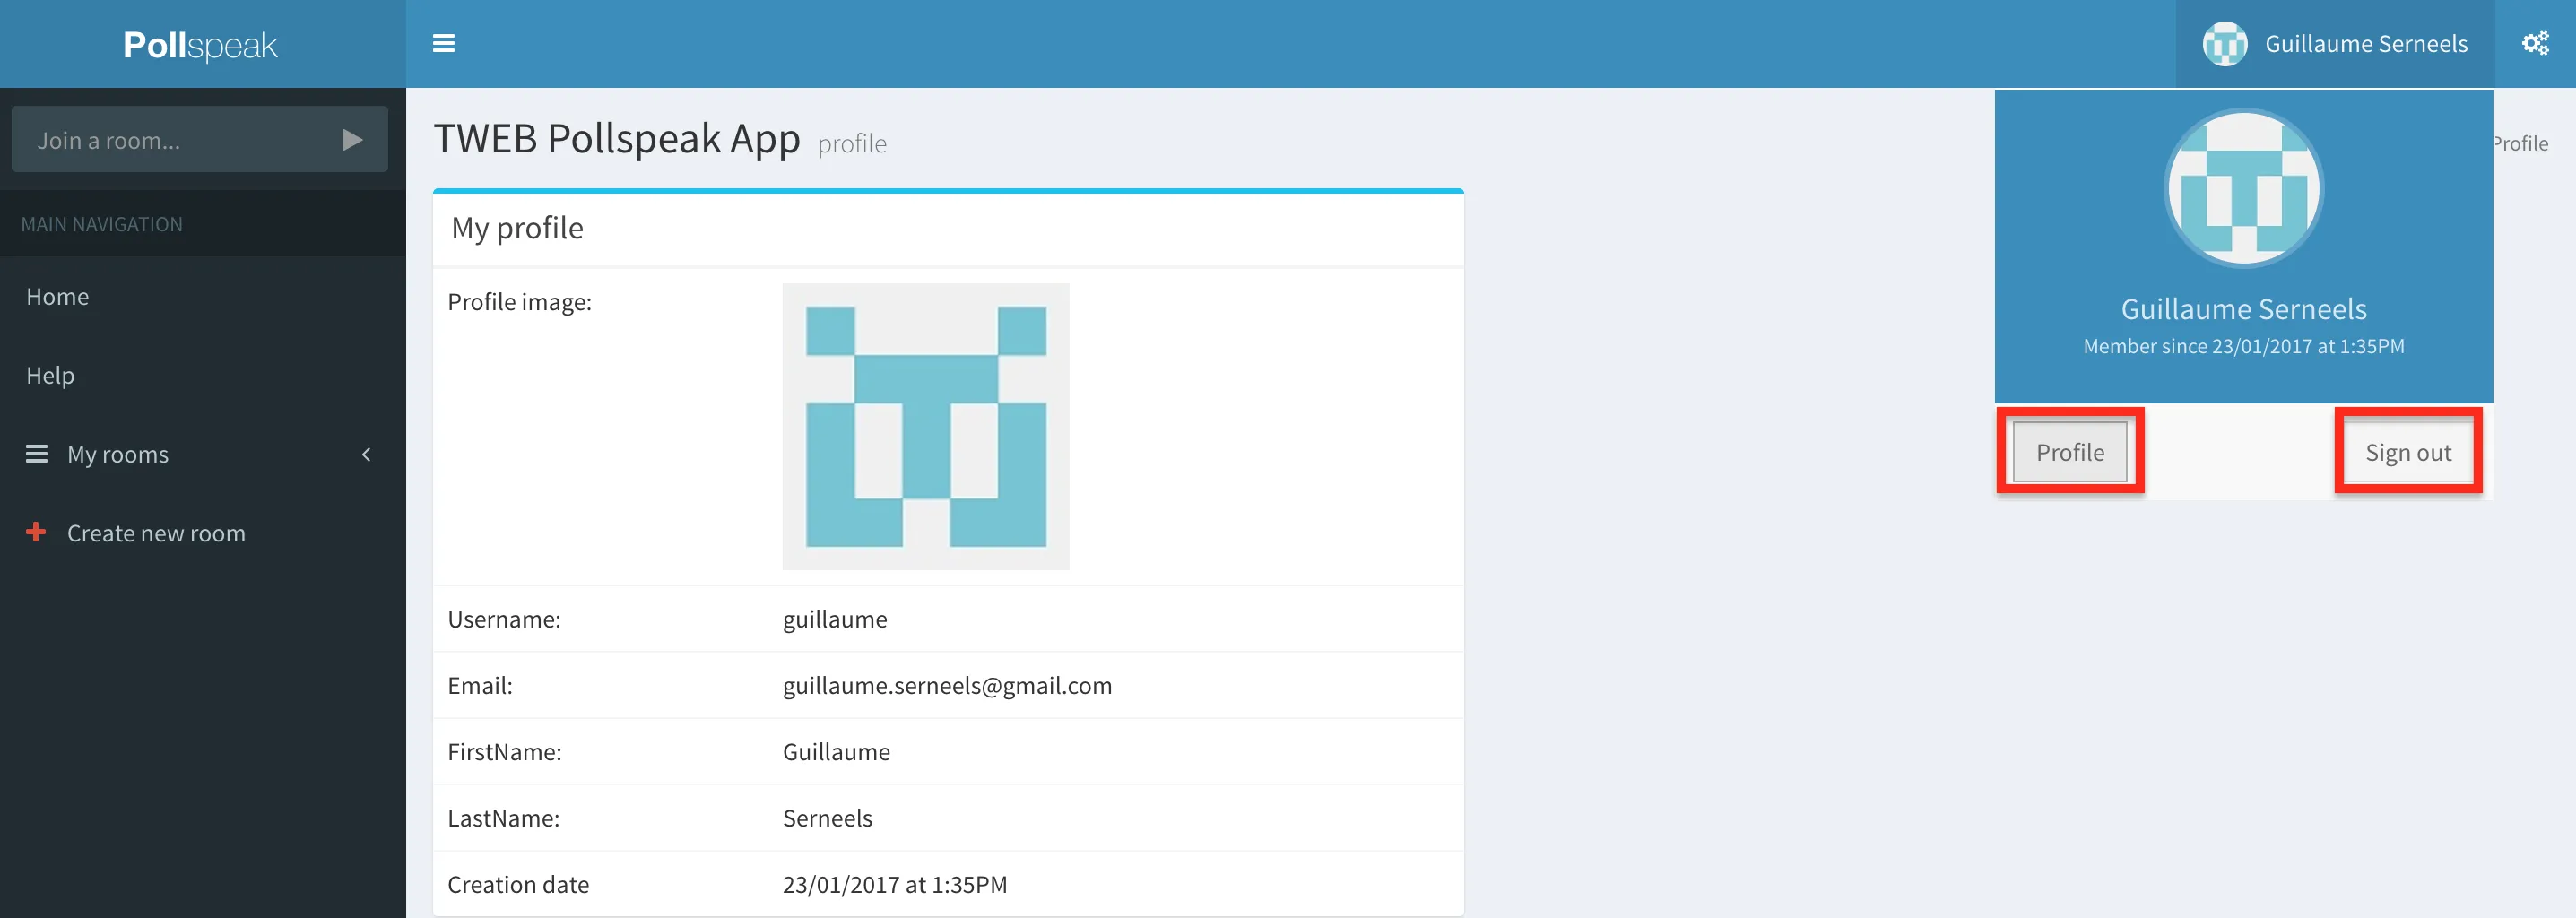 Pollspeak
Guillaume Serneels
Join a room...
MAIN NAVIGATION
Home
Help
My rooms
Create new room
TWEB Pollspeak App profile
Profile
My profile
Profile image:
Username: guillaume
Email: guillaume.serneels@gmail.com
FirstName: Guillaume
LastName: Serneels
Creation date 23/01/2017 at 1:35PM
Guillaume Serneels
Member since 23/01/2017 at 1:35PM
Profile
Sign out